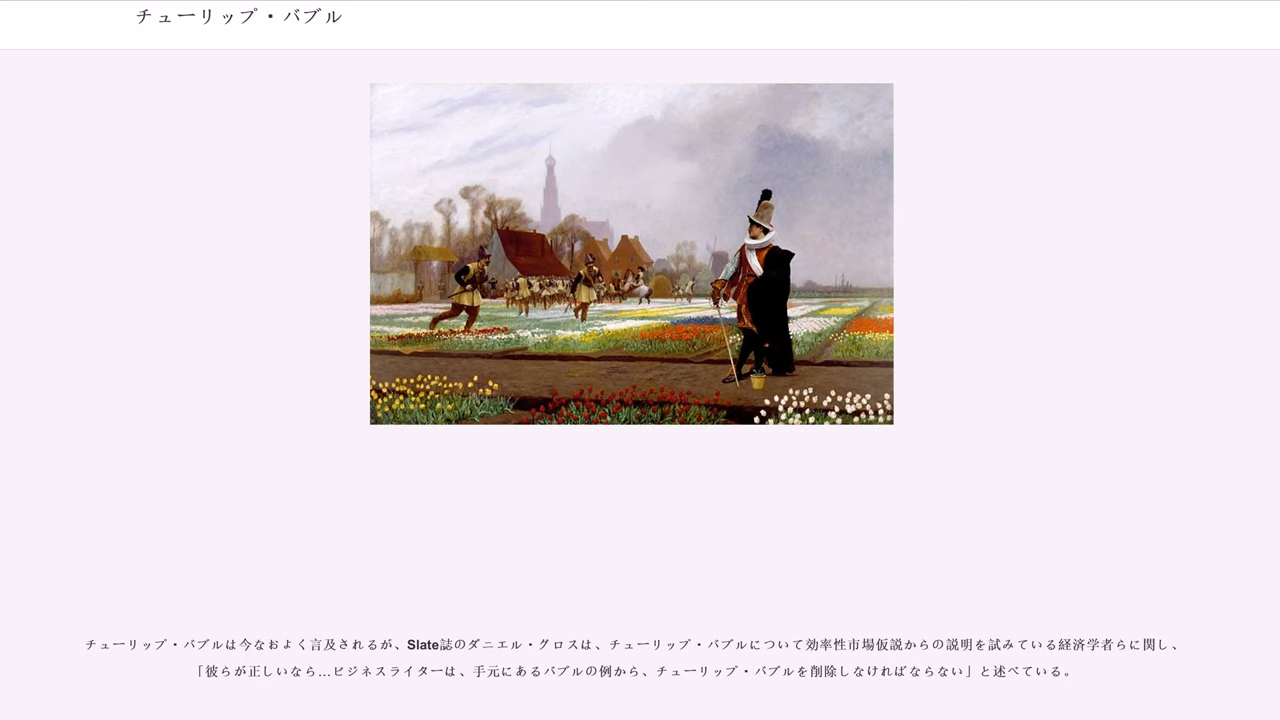 チューリップ・バブル
チューリップ・バブルは今なおよく言及されるが、Slate誌のダニエル・グロスは、チューリップ・バブルについて効率性市場仮説からの説明を試みている経済学者らに関し、
「彼らが正しいなら...ビジネスライターは、手元にあるバブルの例から、チューリップ・バブルを削除しなければならない」と述べている。